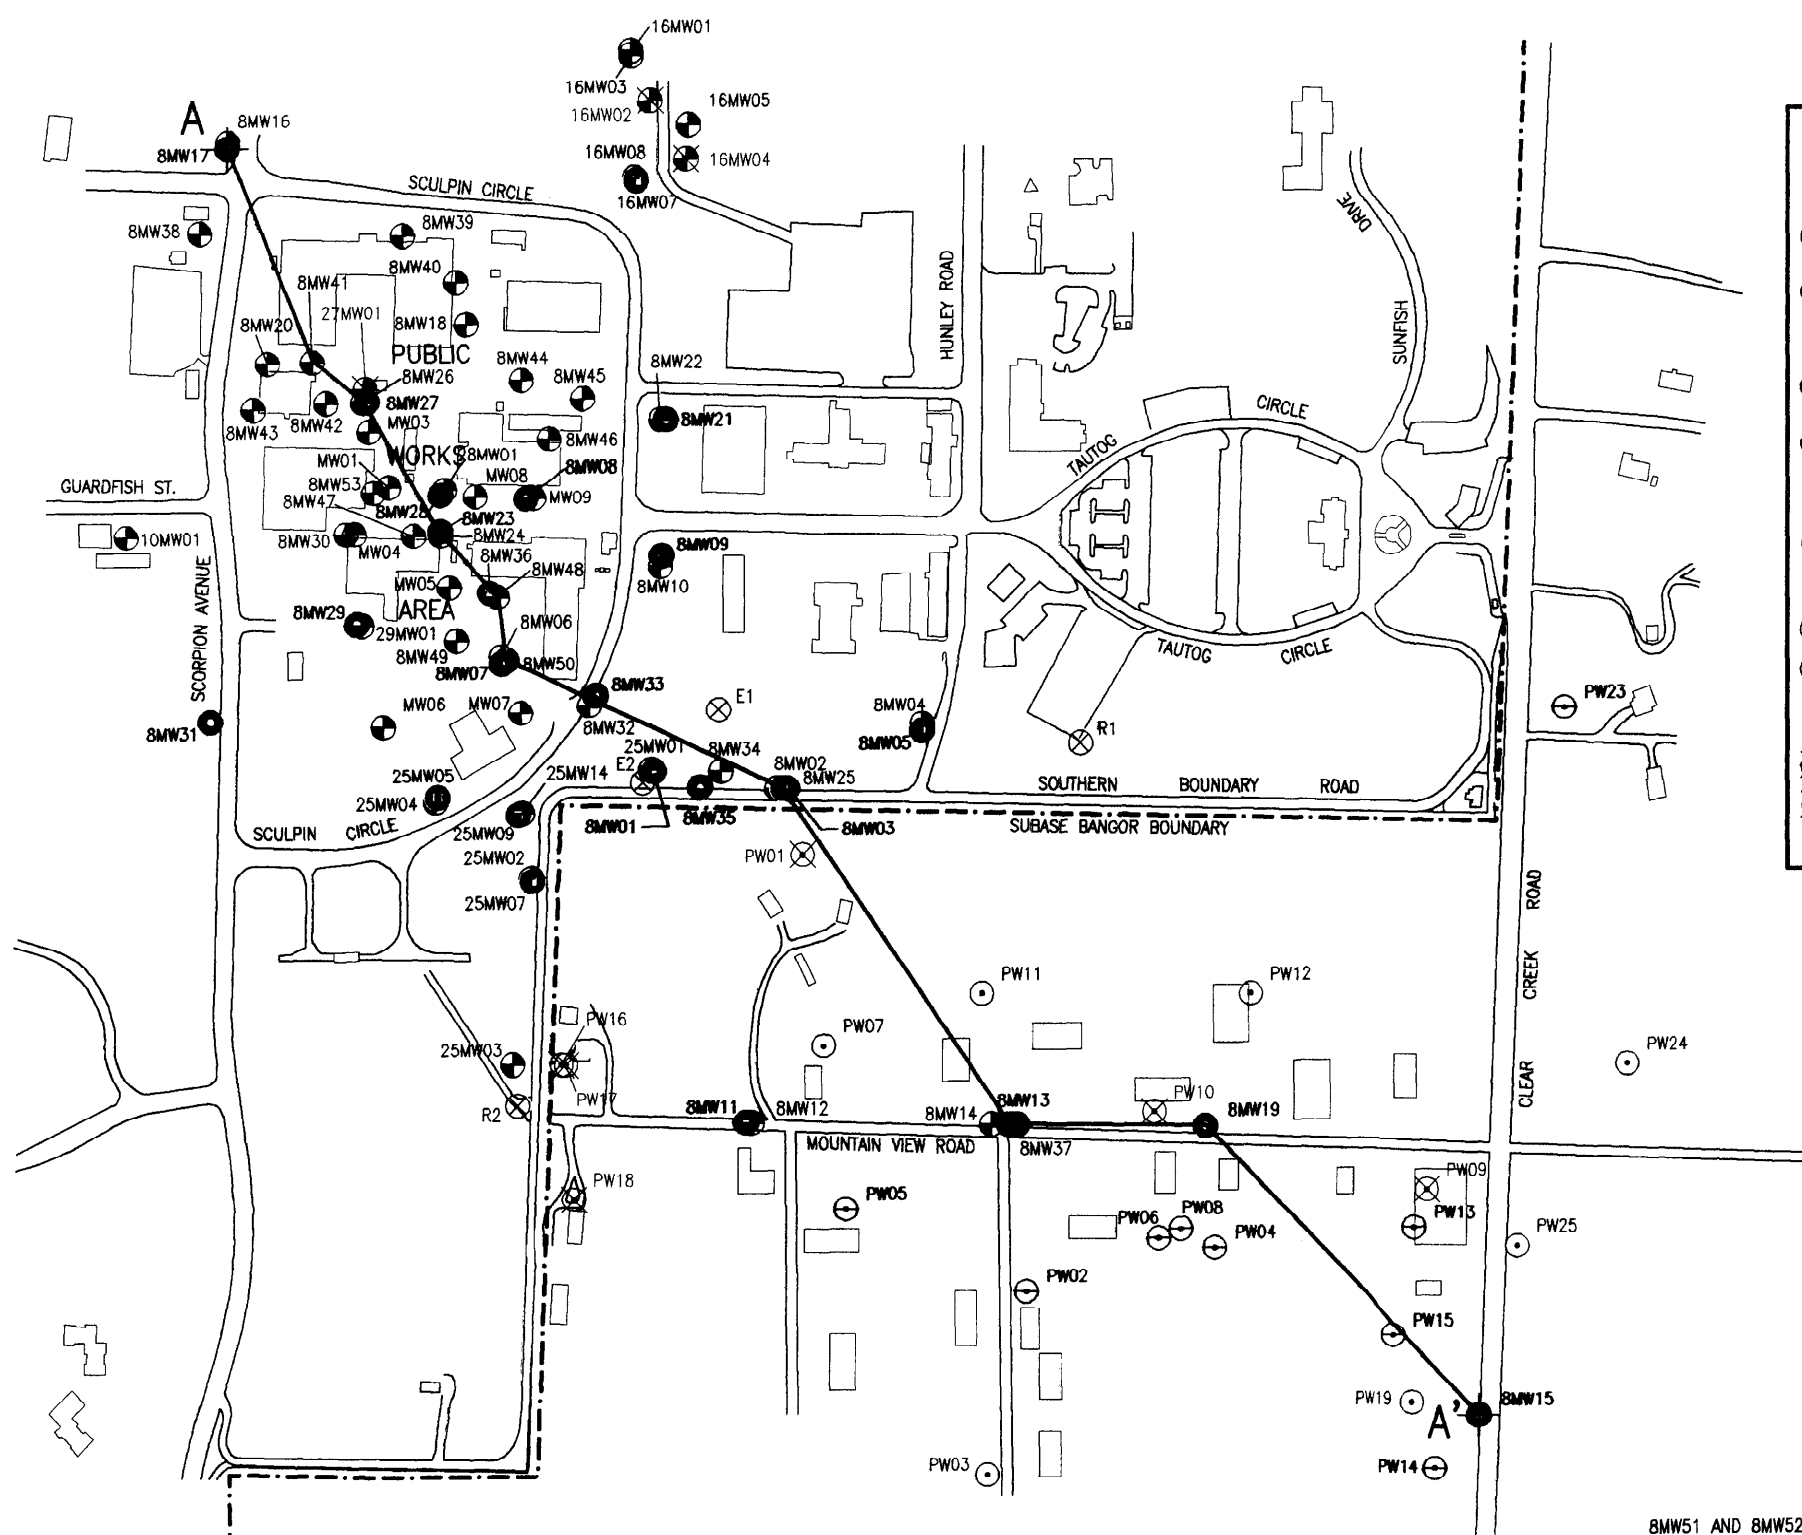 16MW01
16MW03
16MW02
16MW05
A
8MW16
8MW17
16MW08
16MW04
16MW07
SCULPIN CIRCLE
DRIVE
8MW38
8MW39
8MW40
HUNLEY ROAD
8MW41
27MW01
8MW20
8MW18
SUNFISH
PUBLIC
8MW26
8MW44
8MW22
8MW45
8MW27
8MW43
8MW42
MW03
8MW21
CIRCLE
TAUTOG
8MW46
WORKS
28MW01
MW01
MW08
8MW08
GUARDFISH ST.
8MW53
8MW47
MW09
8MW28
8MW23
8MW24
10MW01
8MW30
MW04
8MW36
8MW09
8MW48
8MW10
SCORPION AVENUE
MW05
AREA
8MW29
29MW01
8MW06
8MW49
8MW50
8MW07
TAUTOG
CIRCLE
8MW33
E1
PW23
MW06
MW07
8MW32
8MW04
8MW31
8MW05
R1
25MW01
8MW34
E2
25MW05
25MW14
8MW02
8MW25
SOUTHERN BOUNDARY ROAD
25MW04
SCULPIN CIRCLE
25MW09
8MW01
8MW35
8MW03
SUBASE BANGOR BOUNDARY
PW01
25MW02
25MW07
CLEAR CREEK ROAD
PW11
PW12
PW16
PW07
25MW03
PW24
PW17
R2
8MW11
8MW12
8MW14
8MW13
PW10
8MW19
MOUNTAIN VIEW ROAD
8MW37
PW18
PW09
PW05
PW06
PW08
PW04
PW13
PW25
PW02
PW15
PW19
8MW15
A'
PW03
PW14
8MW51 AND 8MW52